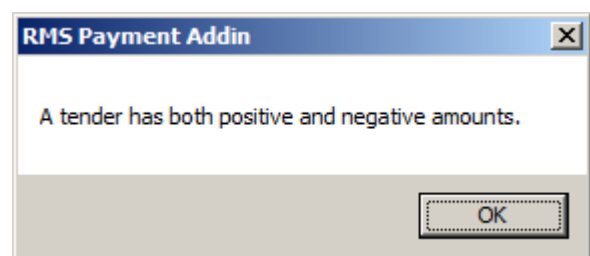 RMS Payment Addin
A tender has both positive and negative amounts.
OK